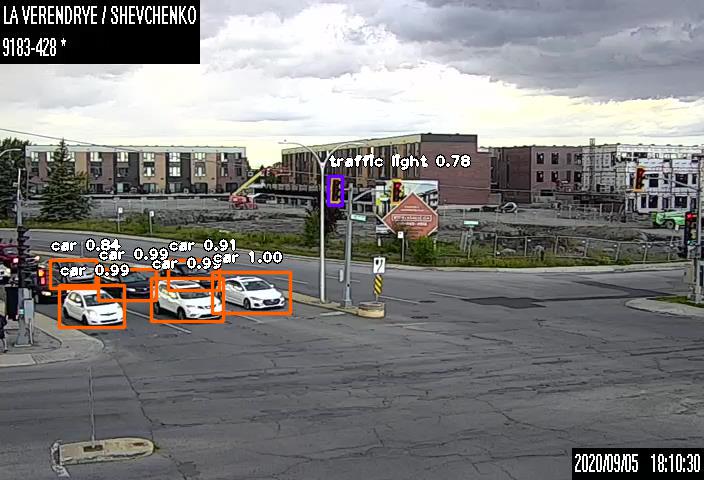 LA VERENDRYE / SHEVCHENKO
9183-428 *
traffic light 0.78
car 0.84
car 0.99
car 0.91
car 0.99
car 0.99
car 1.00
2020/09/05 18:10:30